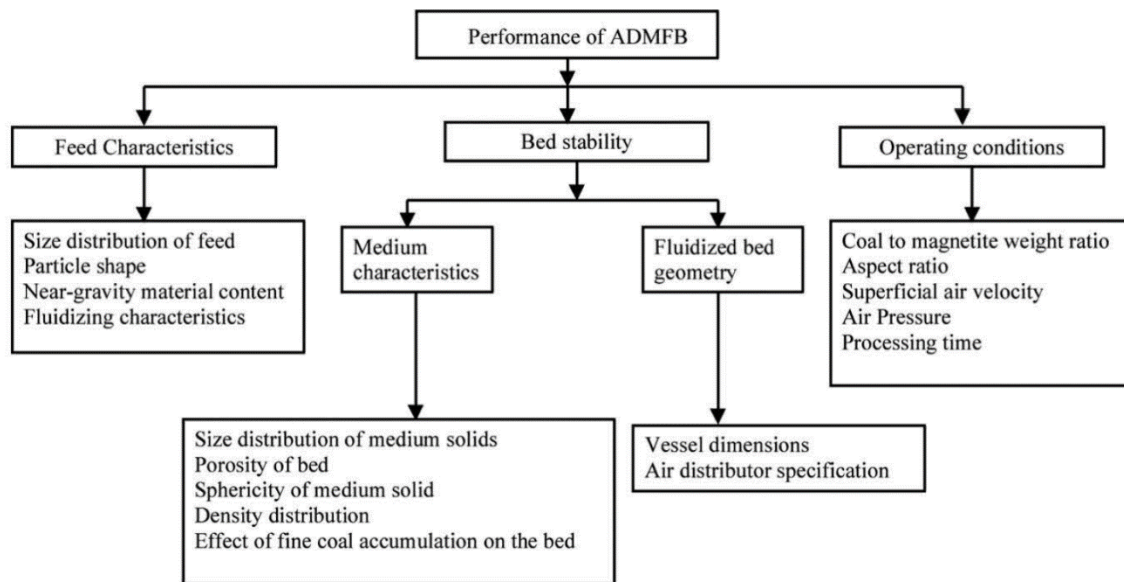 Performance of ADMFB
Feed Characteristics
Bed stability
Operating conditions
Size distribution of feed
Particle shape
Near-gravity material content
Fluidizing characteristics
Medium
characteristics
Fluidized bed
geometry
Coal to magnetite weight ratio
Aspect ratio
Superficial air velocity
Air Pressure
Processing time
Size distribution of medium solids
Porosity of bed
Sphericity of medium solid
Density distribution
Effect of fine coal accumulation on the bed
Vessel dimensions
Air distributor specification